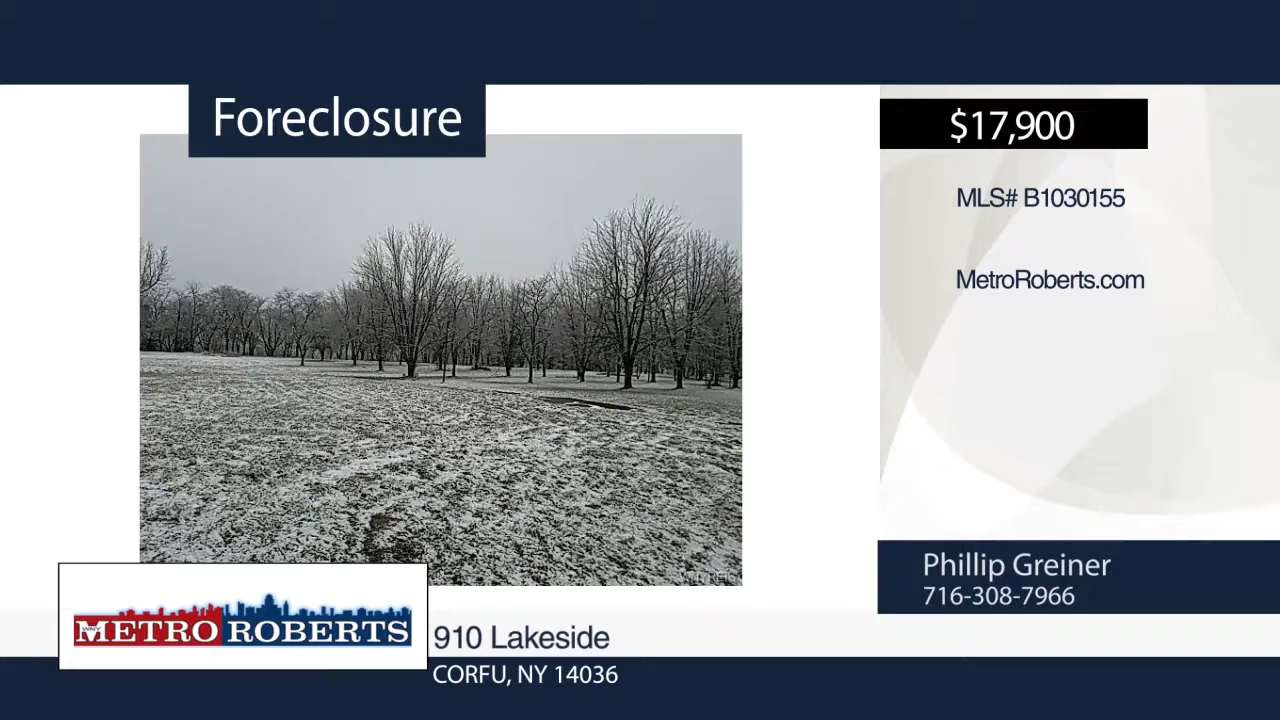 Foreclosure
$17,900
MLS# B1030155
MetroRoberts.com
Phillip Greiner
716-308-7966
WNY METRO ROBERTS
910 Lakeside
CORFU, NY 14036